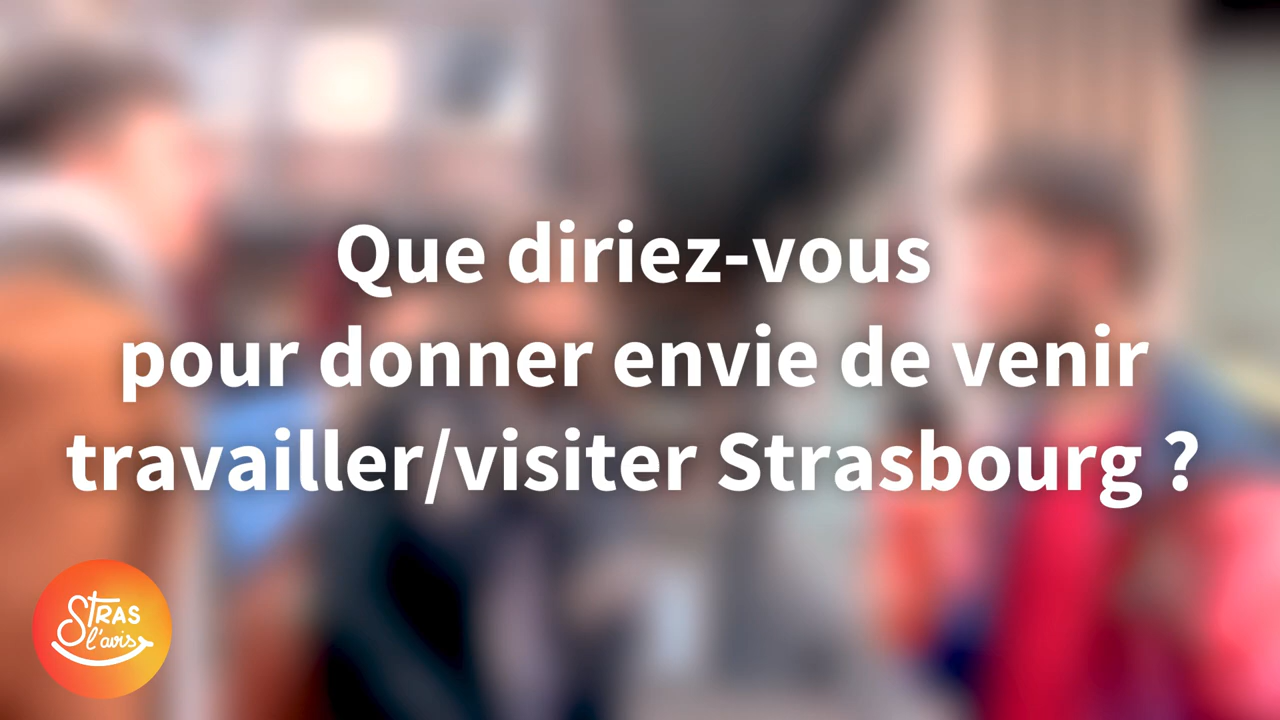 Que diriez-vous
pour donner envie de venir
travailler/visiter Strasbourg ?
STRAS
l'avis